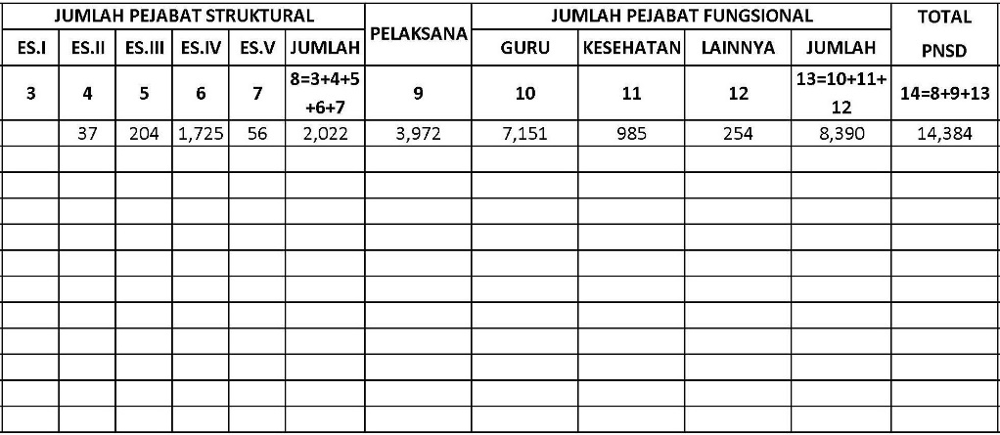 JUMLAH PEJABAT STRUKTURAL PELAKSANA JUMLAH PEJABAT FUNGSIONAL TOTAL PNSD
ES.I ES.II ES.III ES.IV ES.V JUMLAH GURU KESEHATAN LAINNYA JUMLAH
3 4 5 6 7 8=3+4+5+6+7 9 10 11 12 13=10+11+12 14=8+9+13
37 204 1,725 56 2,022 3,972 7,151 985 254 8,390 14,384